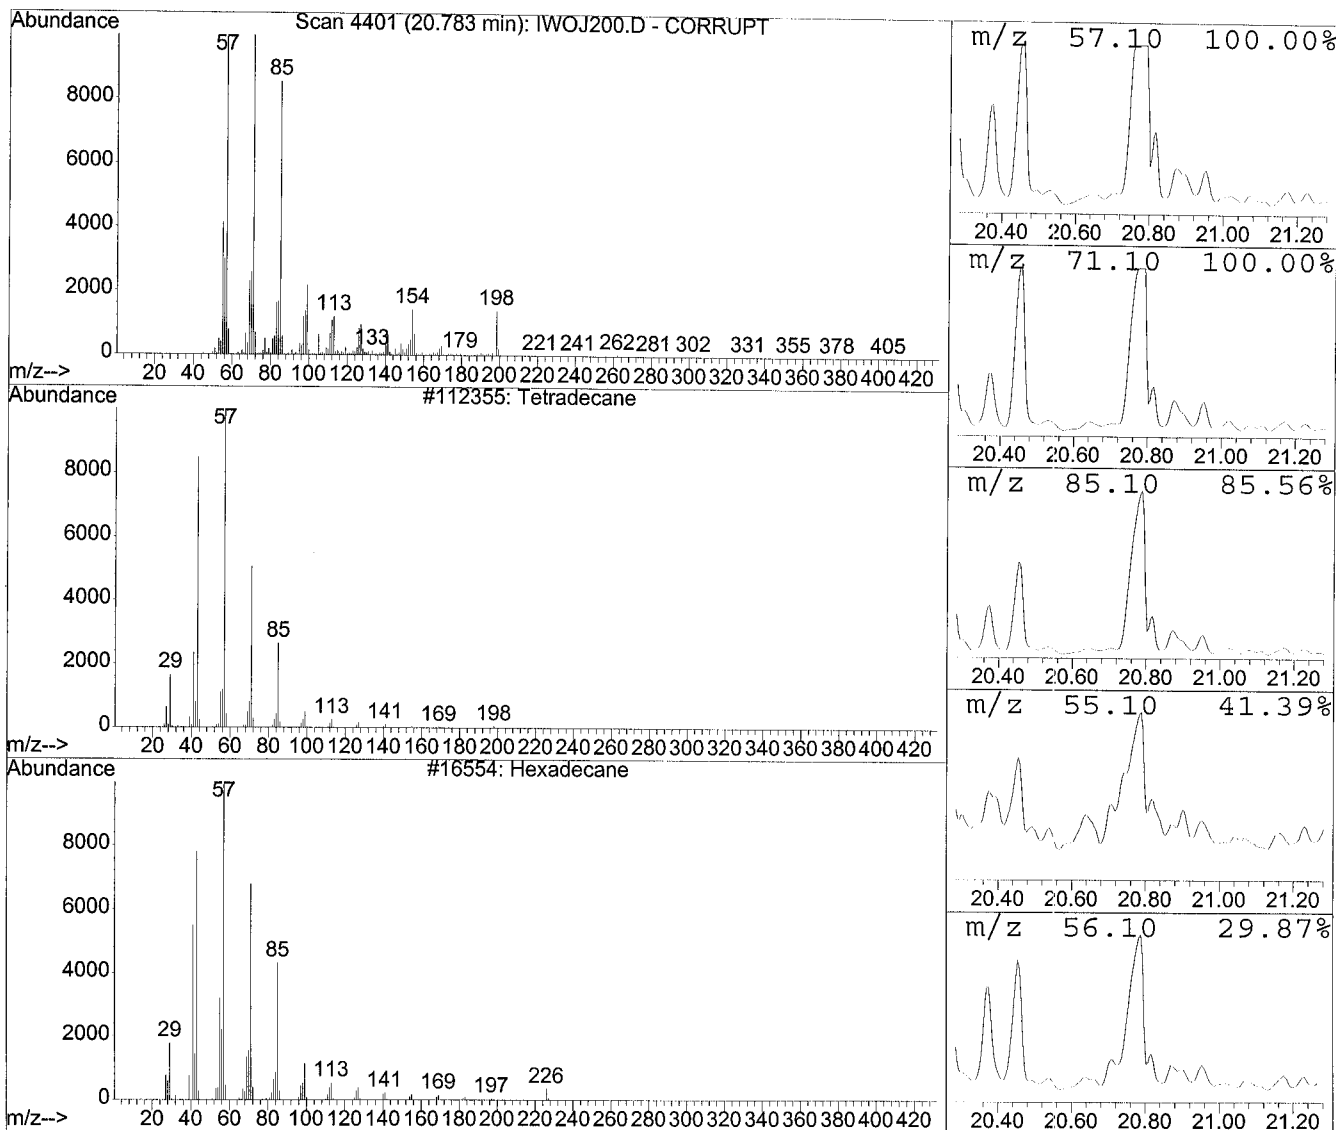 Abundance
Scan 4401 (20.783 min): IWOJ200.D - CORRUPT
57
85
8000
6000
4000
2000
113
133
154
179
198
221 241 262 281 302 331 355 378 405
0
m/z-->
20 40 60 80 100 120 140 160 180 200 220 240 260 280 300 320 340 360 380 400 420
Abundance
#112355: Tetradecane
57
8000
6000
4000
85
29
2000
113 141 169 198
0
m/z-->
20 40 60 80 100 120 140 160 180 200 220 240 260 280 300 320 340 360 380 400 420
Abundance
#16554: Hexadecane
57
8000
6000
85
4000
29
2000
113 141 169 197 226
0
m/z-->
20 40 60 80 100 120 140 160 180 200 220 240 260 280 300 320 340 360 380 400 420
m/z 57.10 100.00%
20.40 20.60 20.80 21.00 21.20
m/z 71.10 100.00%
20.40 20.60 20.80 21.00 21.20
m/z 85.10 85.56%
20.40 20.60 20.80 21.00 21.20
m/z 55.10 41.39%
20.40 20.60 20.80 21.00 21.20
m/z 56.10 29.87%
20.40 20.60 20.80 21.00 21.20